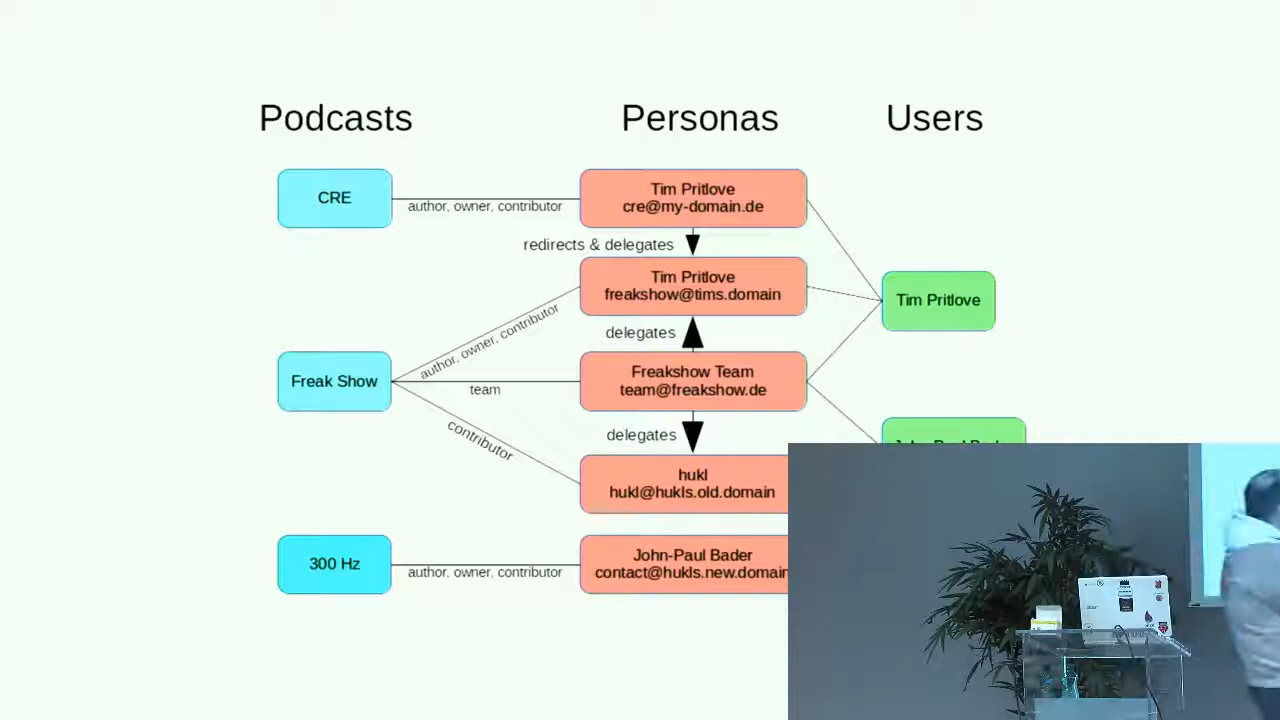 Podcasts
Personas
Users
CRE
author, owner, contributor
Tim Pritlove
cre@my-domain.de
redirects & delegates
Tim Pritlove
freakshow@tims.domain
Tim Pritlove
author, owner, contributor
delegates
Freak Show
team
Freakshow Team
team@freakshow.de
contributor
delegates
hukl
hukl@hukls.old.domain
300 Hz
author, owner, contributor
John-Paul Bader
contact@hukls.new.domain